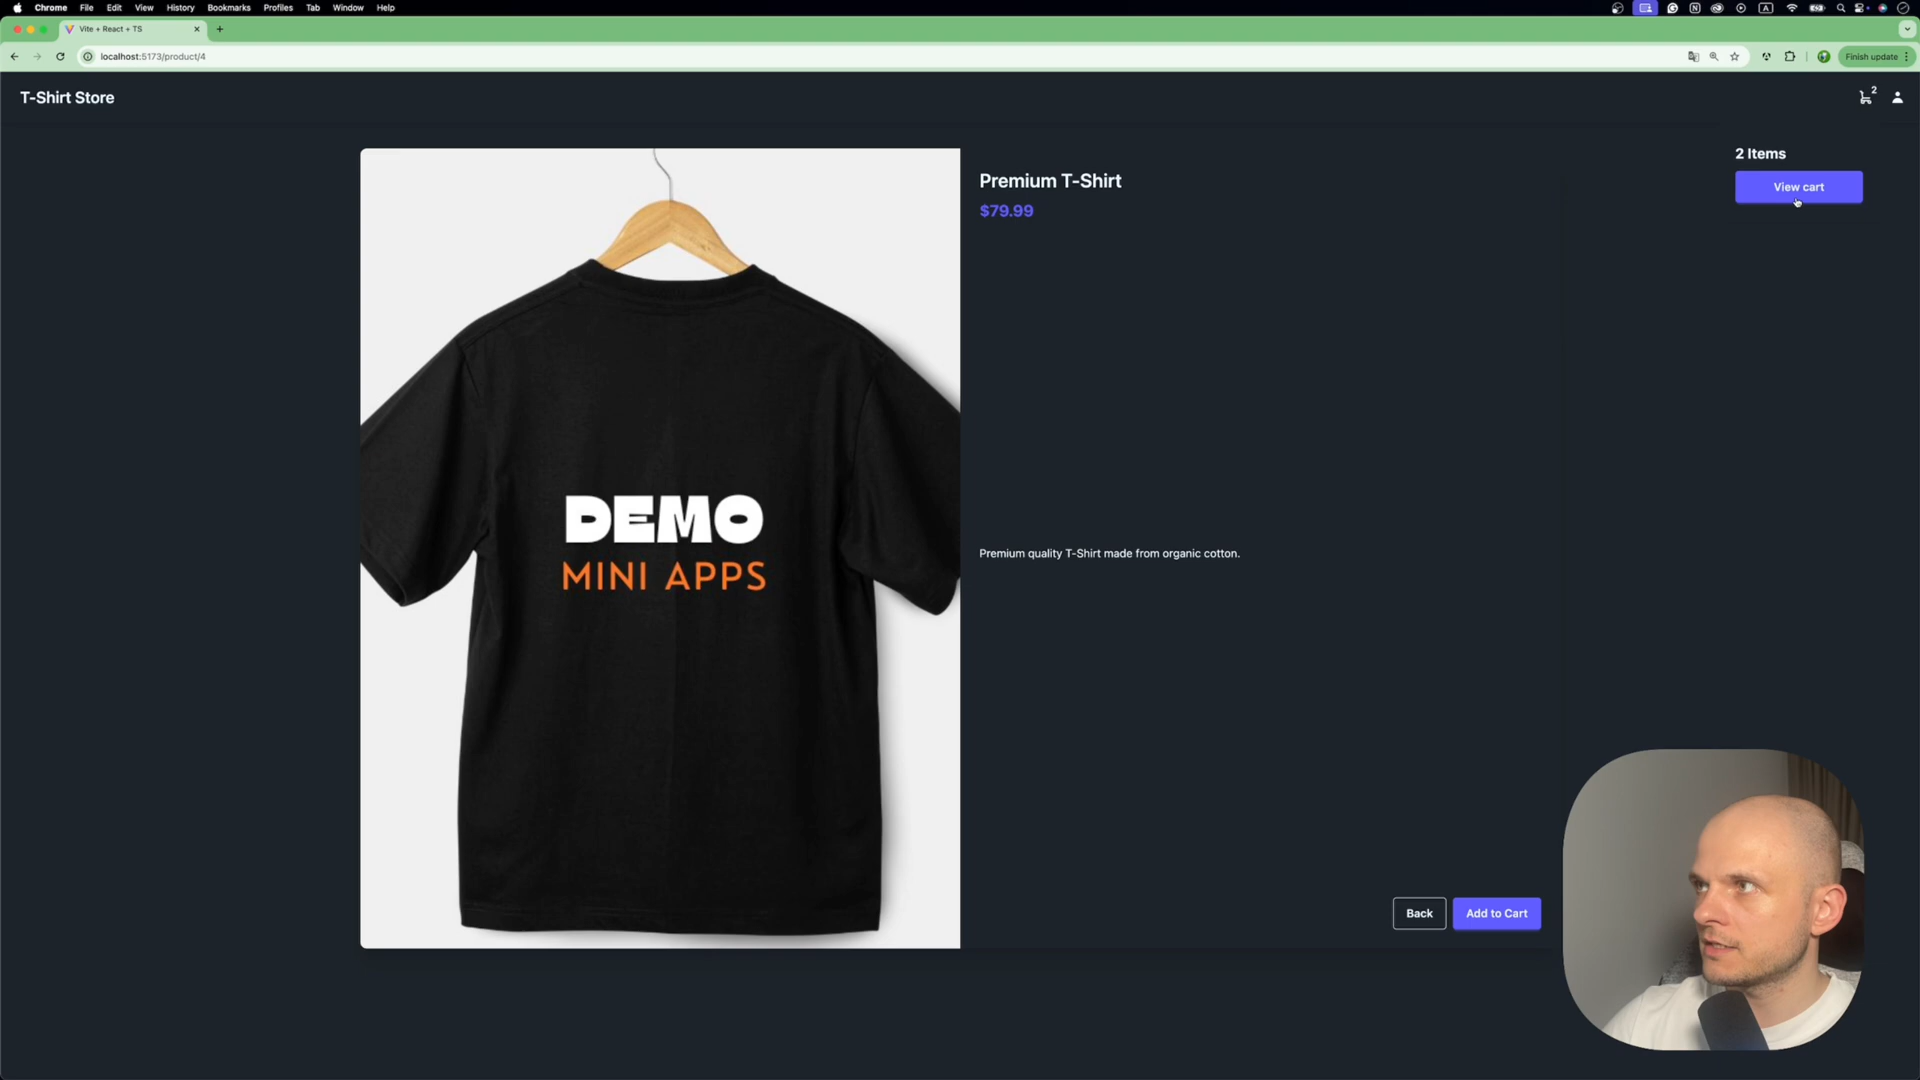 Chrome File Edit View History Bookmarks Profiles Tab Window Help
Vite + React + TS
localhost:5173/product/4
Finish update
T-Shirt Store
2
2 Items
View cart
Premium T-Shirt
$79.99
DEMO
MINI APPS
Premium quality T-Shirt made from organic cotton.
Back
Add to Cart